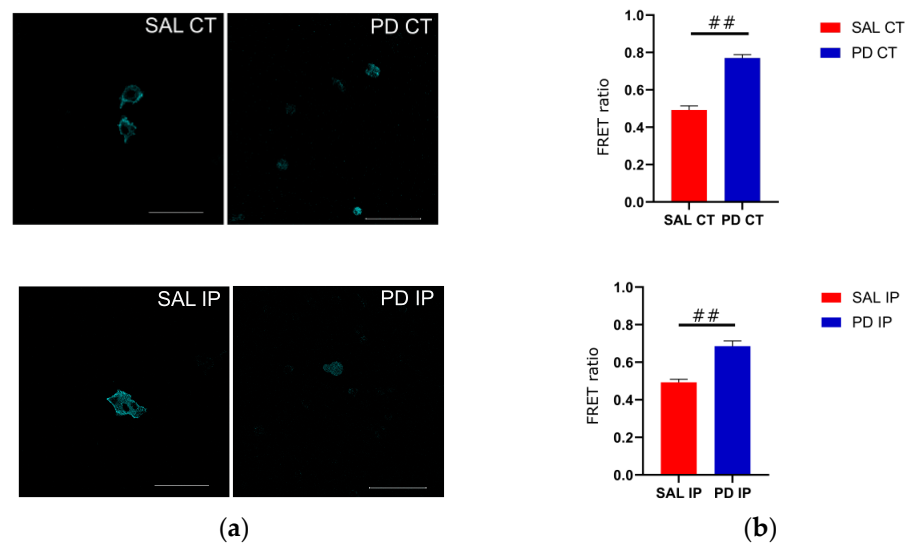 SAL CT
PD CT
SAL IP
PD IP
(a)
##
SAL CT
PD CT
FRET ratio
1.0
0.8
0.6
0.4
0.2
0.0
SAL CT PD CT
##
SAL IP
PD IP
FRET ratio
1.0
0.8
0.6
0.4
0.2
0.0
SAL IP PD IP
(b)